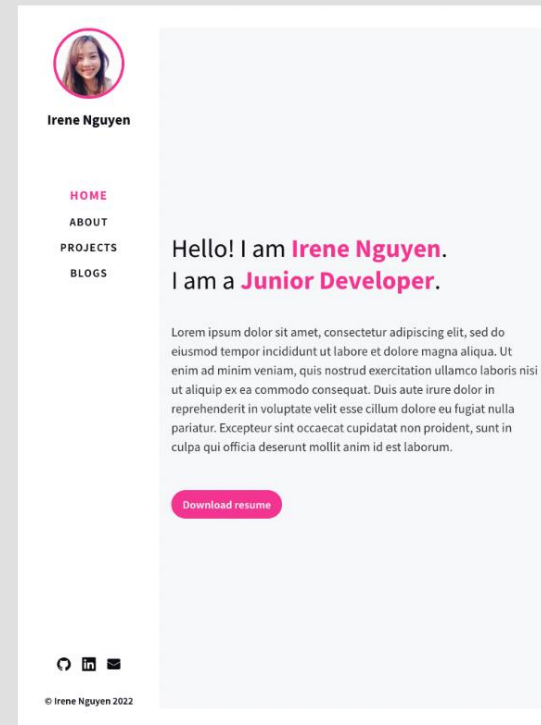 Irene Nguyen
HOME
ABOUT
PROJECTS
BLOGS
Hello! I am Irene Nguyen.
I am a Junior Developer.
Lorem ipsum dolor sit amet, consectetur adipiscing elit, sed do
eiusmod tempor incididunt ut labore et dolore magna aliqua. Ut
enim ad minim veniam, quis nostrud exercitation ullamco laboris nisi
ut aliquip ex ea commodo consequat. Duis aute irure dolor in
reprehenderit in voluptate velit esse cillum dolore eu fugiat nulla
pariatur. Excepteur sint occaecat cupidatat non proident, sunt in
culpa qui officia deserunt mollit anim id est laborum.
Download resume
in
© Irene Nguyen 2022